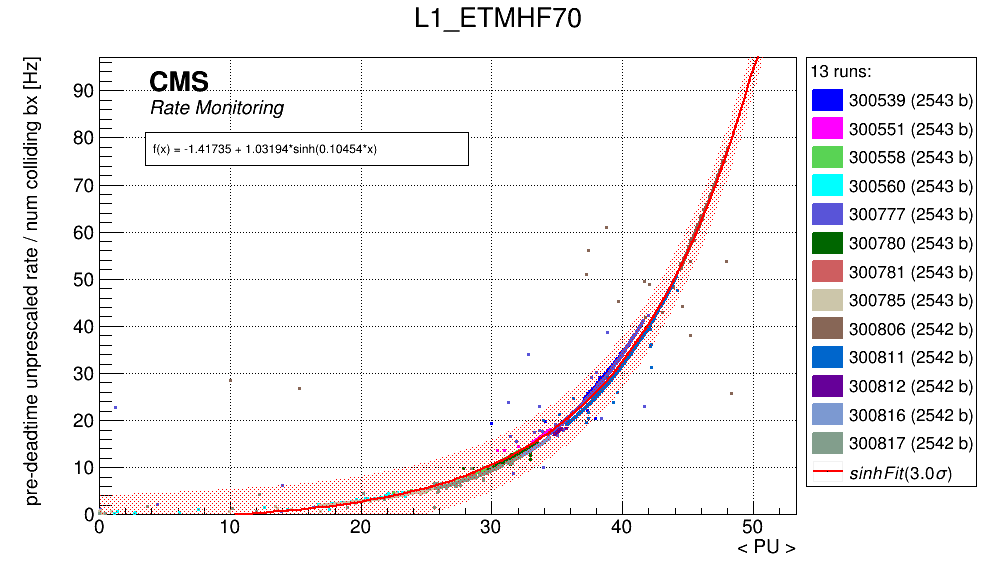 L1_ETMHF70
pre-deadtime unprescaled rate / num colliding bx [Hz]
CMS
Rate Monitoring
f(x) = -1.41735 + 1.03194*sinh(0.10454*x)
90
80
70
60
50
40
30
20
10
0
0 10 20 30 40 50
< PU >
13 runs:
300539 (2543 b)
300551 (2543 b)
300558 (2543 b)
300560 (2543 b)
300777 (2543 b)
300780 (2543 b)
300781 (2543 b)
300785 (2543 b)
300806 (2542 b)
300811 (2542 b)
300812 (2542 b)
300816 (2542 b)
300817 (2542 b)
sinhFit(3.0σ)